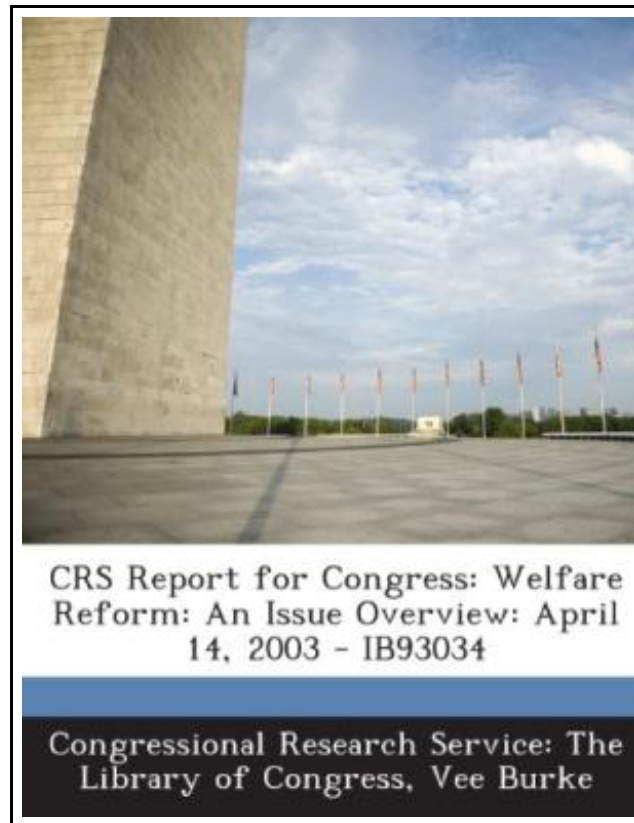 CRS Report for Congress: Welfare
Reform: An Issue Overview: April
14, 2003 - IB93034
Congressional Research Service: The
Library of Congress, Vee Burke